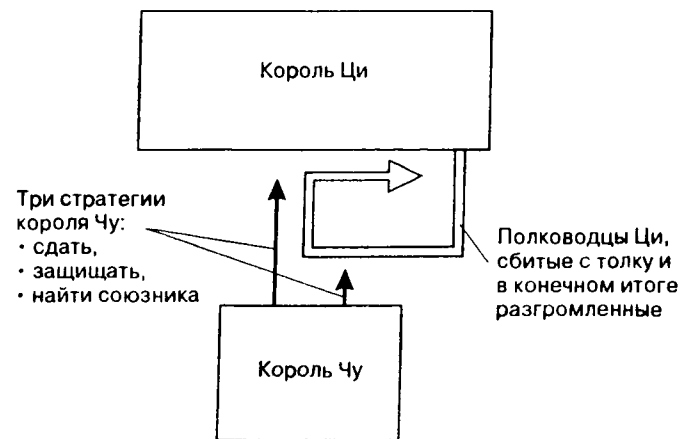 Король Ци
Три стратегии
короля Чу:
• сдать,
• защищать,
• найти союзника
Полководцы Ци,
сбитые с толку и
в конечном итоге
разгромленные
Король Чу